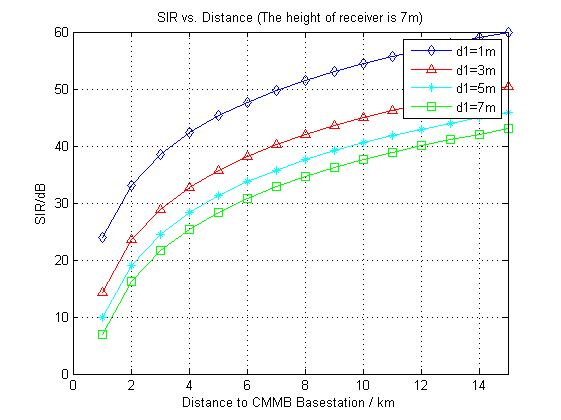 SIR vs. Distance (The height of receiver is 7m)
60
50
40
30
20
10
0
SIR/dB
d1=1m
d1=3m
d1=5m
d1=7m
0 2 4 6 8 10 12 14
Distance to CMMB Basestation / km